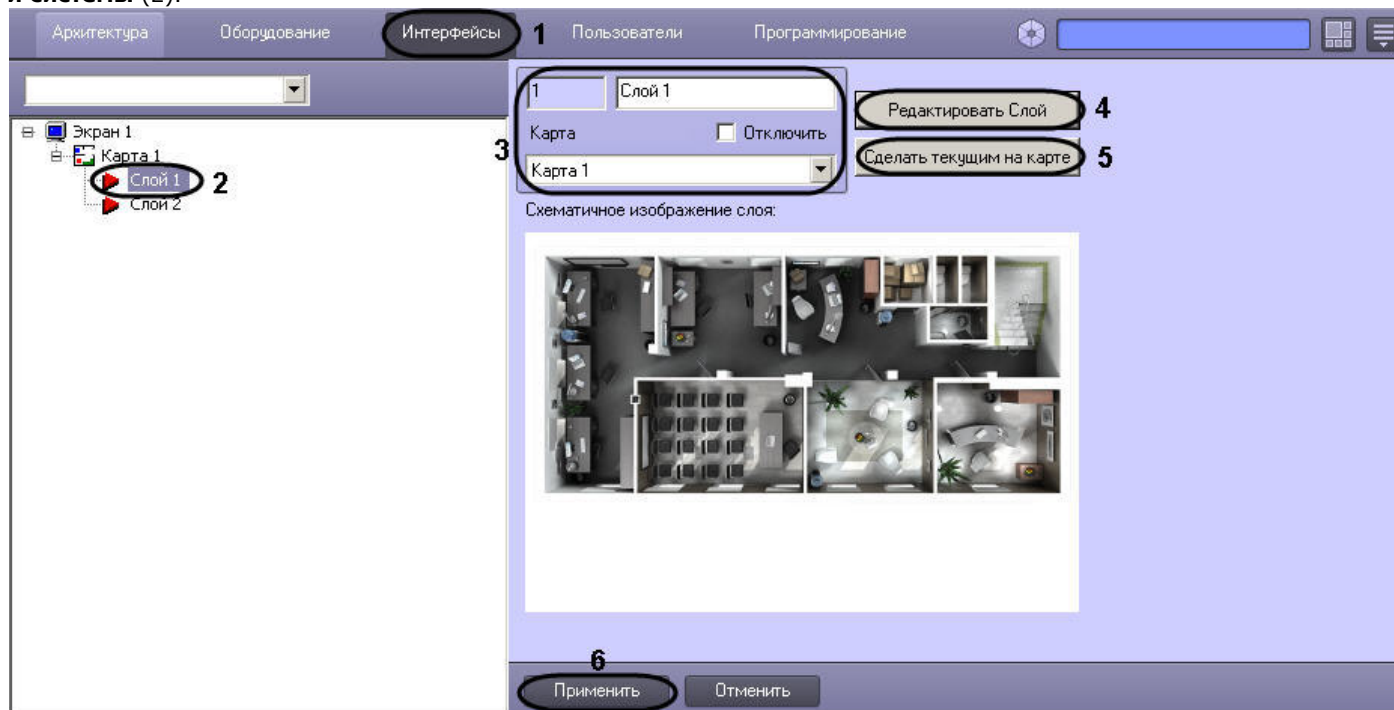 я системы (2).
Архитектура Оборудование Интерфейсы 1 Пользователи Программирование
1 Слой 1
Редактировать Слой 4
Экран 1
Карта Отключить
3
Карта 1
Сделать текущим на карте 5
Карта 1
Слой 1 2
Слой 2
Схематичное изображение слоя:
6
Применить Отменить